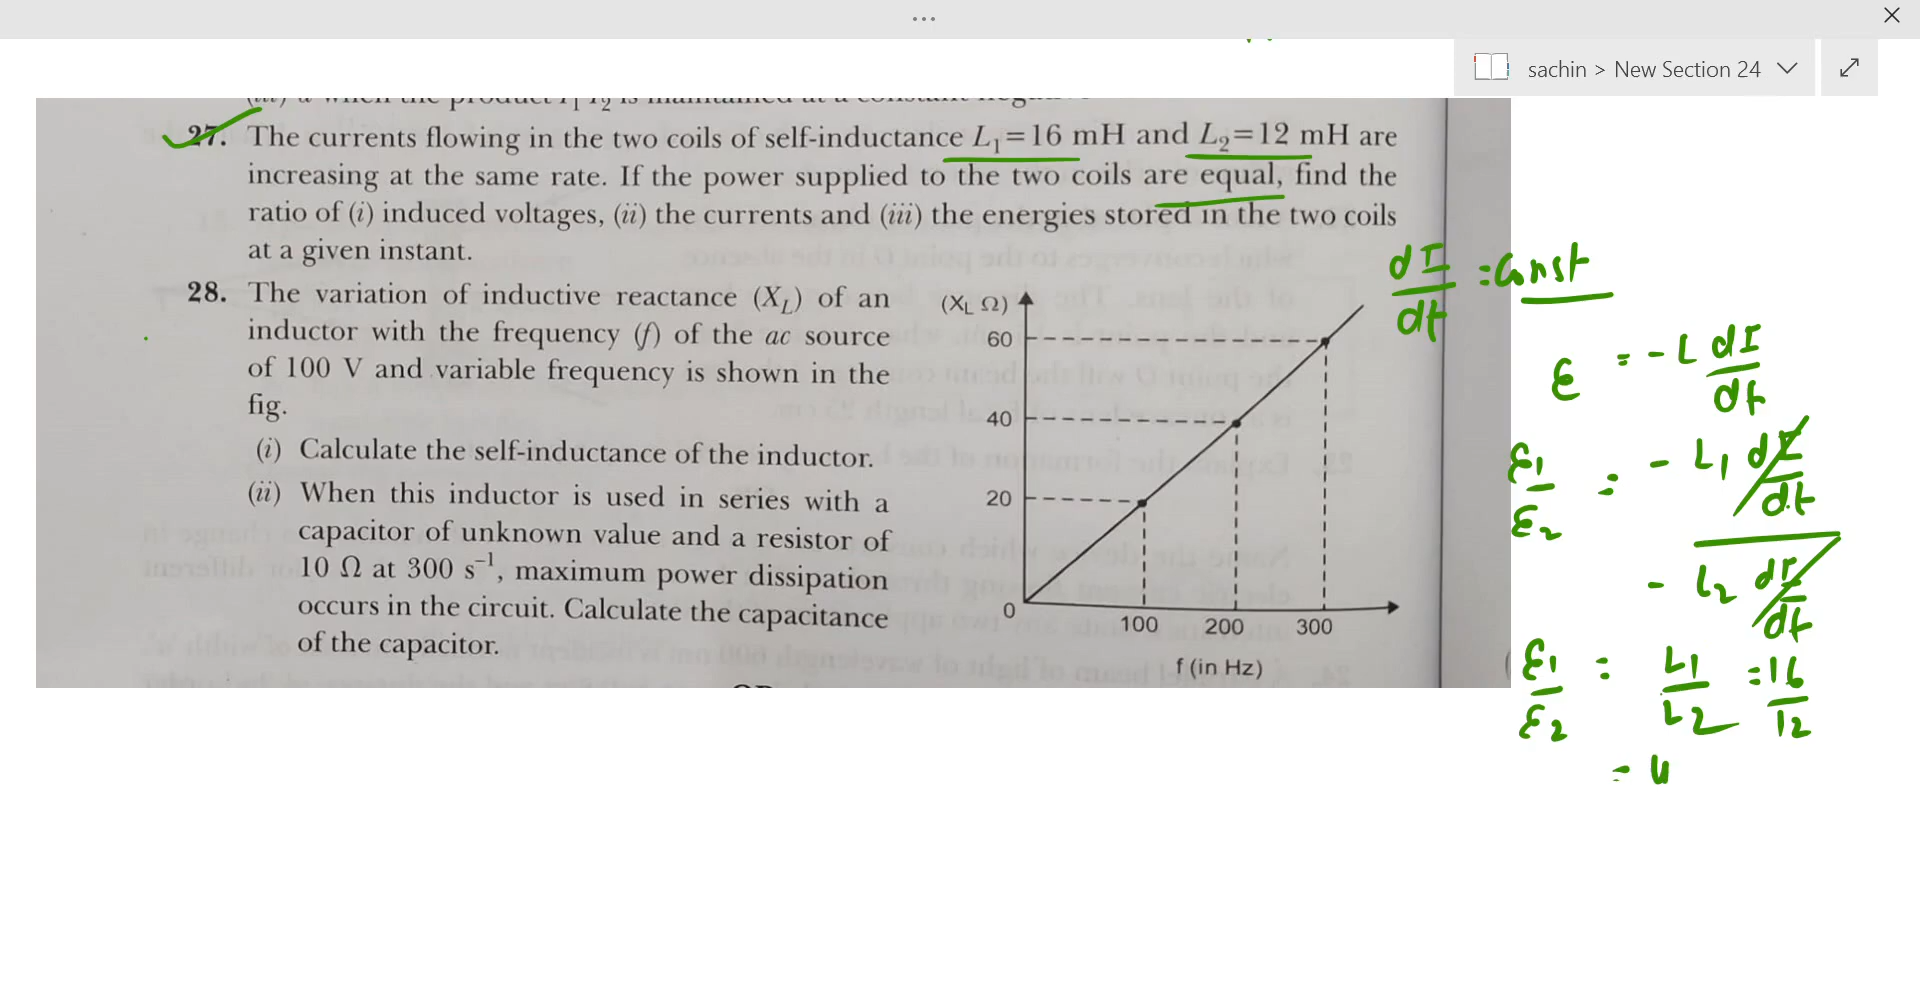 sachin > New Section 24
27. The currents flowing in the two coils of self-inductance L₁=16 mH and L₂=12 mH are
increasing at the same rate. If the power supplied to the two coils are equal, find the
ratio of (i) induced voltages, (ii) the currents and (iii) the energies stored in the two coils
at a given instant.
28. The variation of inductive reactance (X_L) of an
inductor with the frequency (f) of the ac source
of 100 V and variable frequency is shown in the
fig.
(i) Calculate the self-inductance of the inductor.
(ii) When this inductor is used in series with a
capacitor of unknown value and a resistor of
10 Ω at 300 s⁻¹, maximum power dissipation
occurs in the circuit. Calculate the capacitance
of the capacitor.
(X_L Ω)
60
40
20
0
100 200 300
f (in Hz)
dI/dt = const
ε = - L dI/dt
ε₁/ε₂ = - L₁ dI/dt
- L₂ dI/dt
ε₁/ε₂ = L₁/L₂ = 16/12
= 4